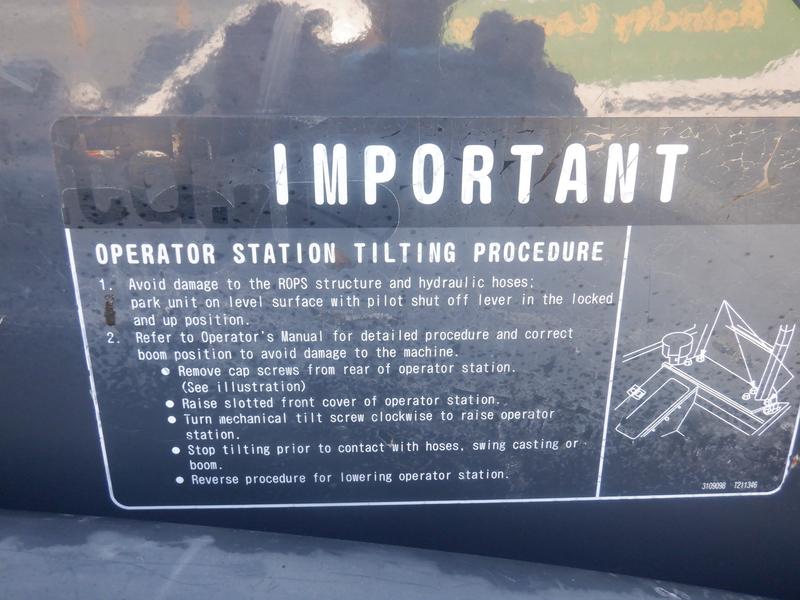 IMPORTANT
OPERATOR STATION TILTING PROCEDURE
1. Avoid damage to the ROPS structure and hydraulic hoses;
park unit on level surface with pilot shut off lever in the locked
and up position.
2. Refer to Operator's Manual for detailed procedure and correct
boom position to avoid damage to the machine.
● Remove cap screws from rear of operator station.
(See illustration)
● Raise slotted front cover of operator station.
● Turn mechanical tilt screw clockwise to raise operator
station.
● Stop tilting prior to contact with hoses, swing casting or
boom.
● Reverse procedure for lowering operator station.
3109098 T211346